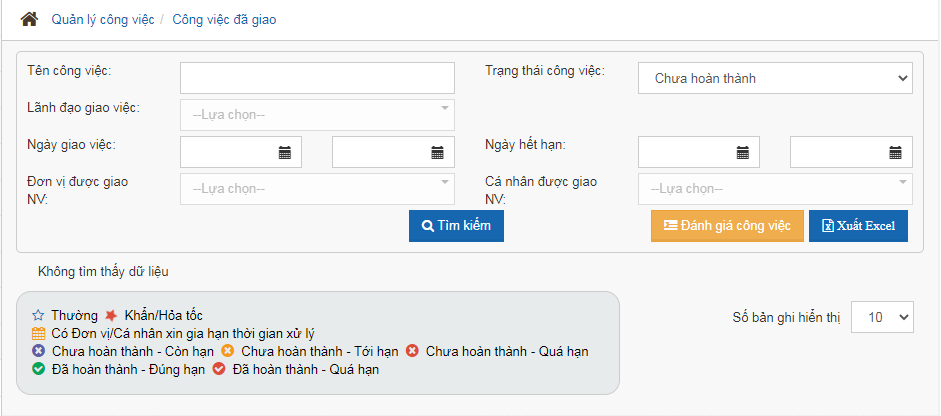 Quản lý công việc / Công việc đã giao
Tên công việc:
Trạng thái công việc: Chưa hoàn thành
Lãnh đạo giao việc: --Lựa chọn--
Ngày giao việc:
Ngày hết hạn:
Đơn vị được giao NV: --Lựa chọn--
Cá nhân được giao NV: --Lựa chọn--
Tìm kiếm
Đánh giá công việc
Xuất Excel
Không tìm thấy dữ liệu
Thường Khẩn/Hỏa tốc
Có Đơn vị/Cá nhân xin gia hạn thời gian xử lý
Chưa hoàn thành - Còn hạn Chưa hoàn thành - Tới hạn Chưa hoàn thành - Quá hạn
Đã hoàn thành - Đúng hạn Đã hoàn thành - Quá hạn
Số bản ghi hiển thị 10